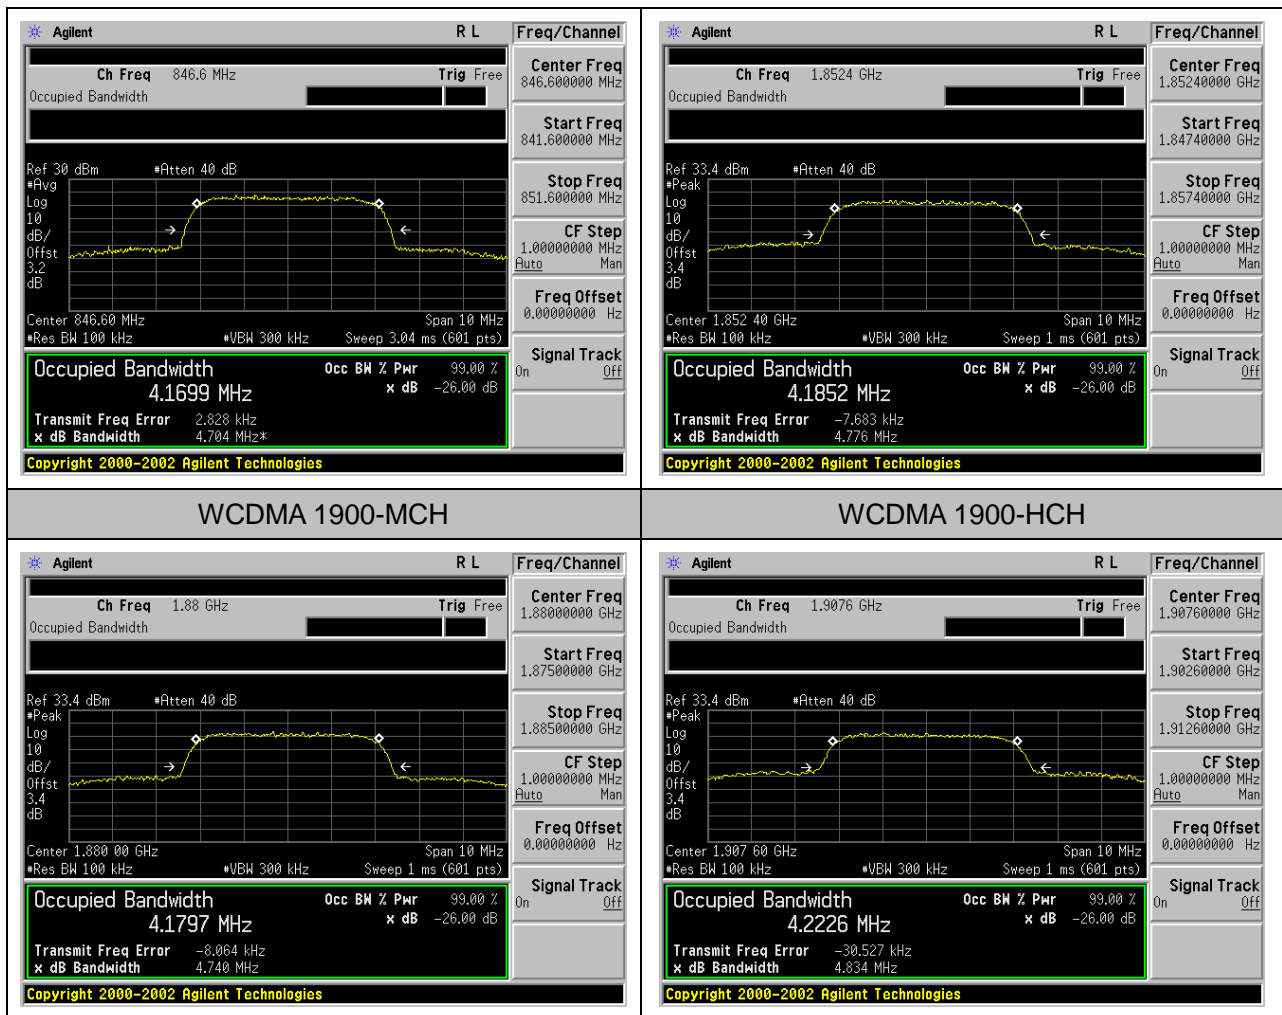 Agilent R L Freq/Channel
Ch Freq 846.6 MHz Trig Free
Occupied Bandwidth
Center Freq
846.600000 MHz
Start Freq
841.600000 MHz
Stop Freq
851.600000 MHz
CF Step
1.00000000 MHz
Auto Man
Freq Offset
0.00000000 Hz
Signal Track
On Off
Ref 30 dBm #Atten 40 dB
#Avg
Log
10
dB/
Offst
3.2
dB
Center 846.60 MHz Span 10 MHz
#Res BW 100 kHz #VBW 300 kHz Sweep 3.04 ms (601 pts)
Occupied Bandwidth Occ BW % Pwr 99.00 %
4.1699 MHz x dB -26.00 dB
Transmit Freq Error 2.828 kHz
x dB Bandwidth 4.704 MHz*
Copyright 2000-2002 Agilent Technologies
Agilent R L Freq/Channel
Ch Freq 1.8524 GHz Trig Free
Occupied Bandwidth
Center Freq
1.85240000 GHz
Start Freq
1.84740000 GHz
Stop Freq
1.85740000 GHz
CF Step
1.00000000 MHz
Auto Man
Freq Offset
0.00000000 Hz
Signal Track
On Off
Ref 33.4 dBm #Atten 40 dB
#Peak
Log
10
dB/
Offst
3.4
dB
Center 1.852 40 GHz Span 10 MHz
#Res BW 100 kHz #VBW 300 kHz Sweep 1 ms (601 pts)
Occupied Bandwidth Occ BW % Pwr 99.00 %
4.1852 MHz x dB -26.00 dB
Transmit Freq Error -7.683 kHz
x dB Bandwidth 4.776 MHz
Copyright 2000-2002 Agilent Technologies
WCDMA 1900-MCH
WCDMA 1900-HCH
Agilent R L Freq/Channel
Ch Freq 1.88 GHz Trig Free
Occupied Bandwidth
Center Freq
1.88000000 GHz
Start Freq
1.87500000 GHz
Stop Freq
1.88500000 GHz
CF Step
1.00000000 MHz
Auto Man
Freq Offset
0.00000000 Hz
Signal Track
On Off
Ref 33.4 dBm #Atten 40 dB
#Peak
Log
10
dB/
Offst
3.4
dB
Center 1.880 00 GHz Span 10 MHz
#Res BW 100 kHz #VBW 300 kHz Sweep 1 ms (601 pts)
Occupied Bandwidth Occ BW % Pwr 99.00 %
4.1797 MHz x dB -26.00 dB
Transmit Freq Error -8.064 kHz
x dB Bandwidth 4.740 MHz
Copyright 2000-2002 Agilent Technologies
Agilent R L Freq/Channel
Ch Freq 1.9076 GHz Trig Free
Occupied Bandwidth
Center Freq
1.90760000 GHz
Start Freq
1.90260000 GHz
Stop Freq
1.91260000 GHz
CF Step
1.00000000 MHz
Auto Man
Freq Offset
0.00000000 Hz
Signal Track
On Off
Ref 33.4 dBm #Atten 40 dB
#Peak
Log
10
dB/
Offst
3.4
dB
Center 1.907 60 GHz Span 10 MHz
#Res BW 100 kHz #VBW 300 kHz Sweep 1 ms (601 pts)
Occupied Bandwidth Occ BW % Pwr 99.00 %
4.2226 MHz x dB -26.00 dB
Transmit Freq Error -30.527 kHz
x dB Bandwidth 4.834 MHz
Copyright 2000-2002 Agilent Technologies